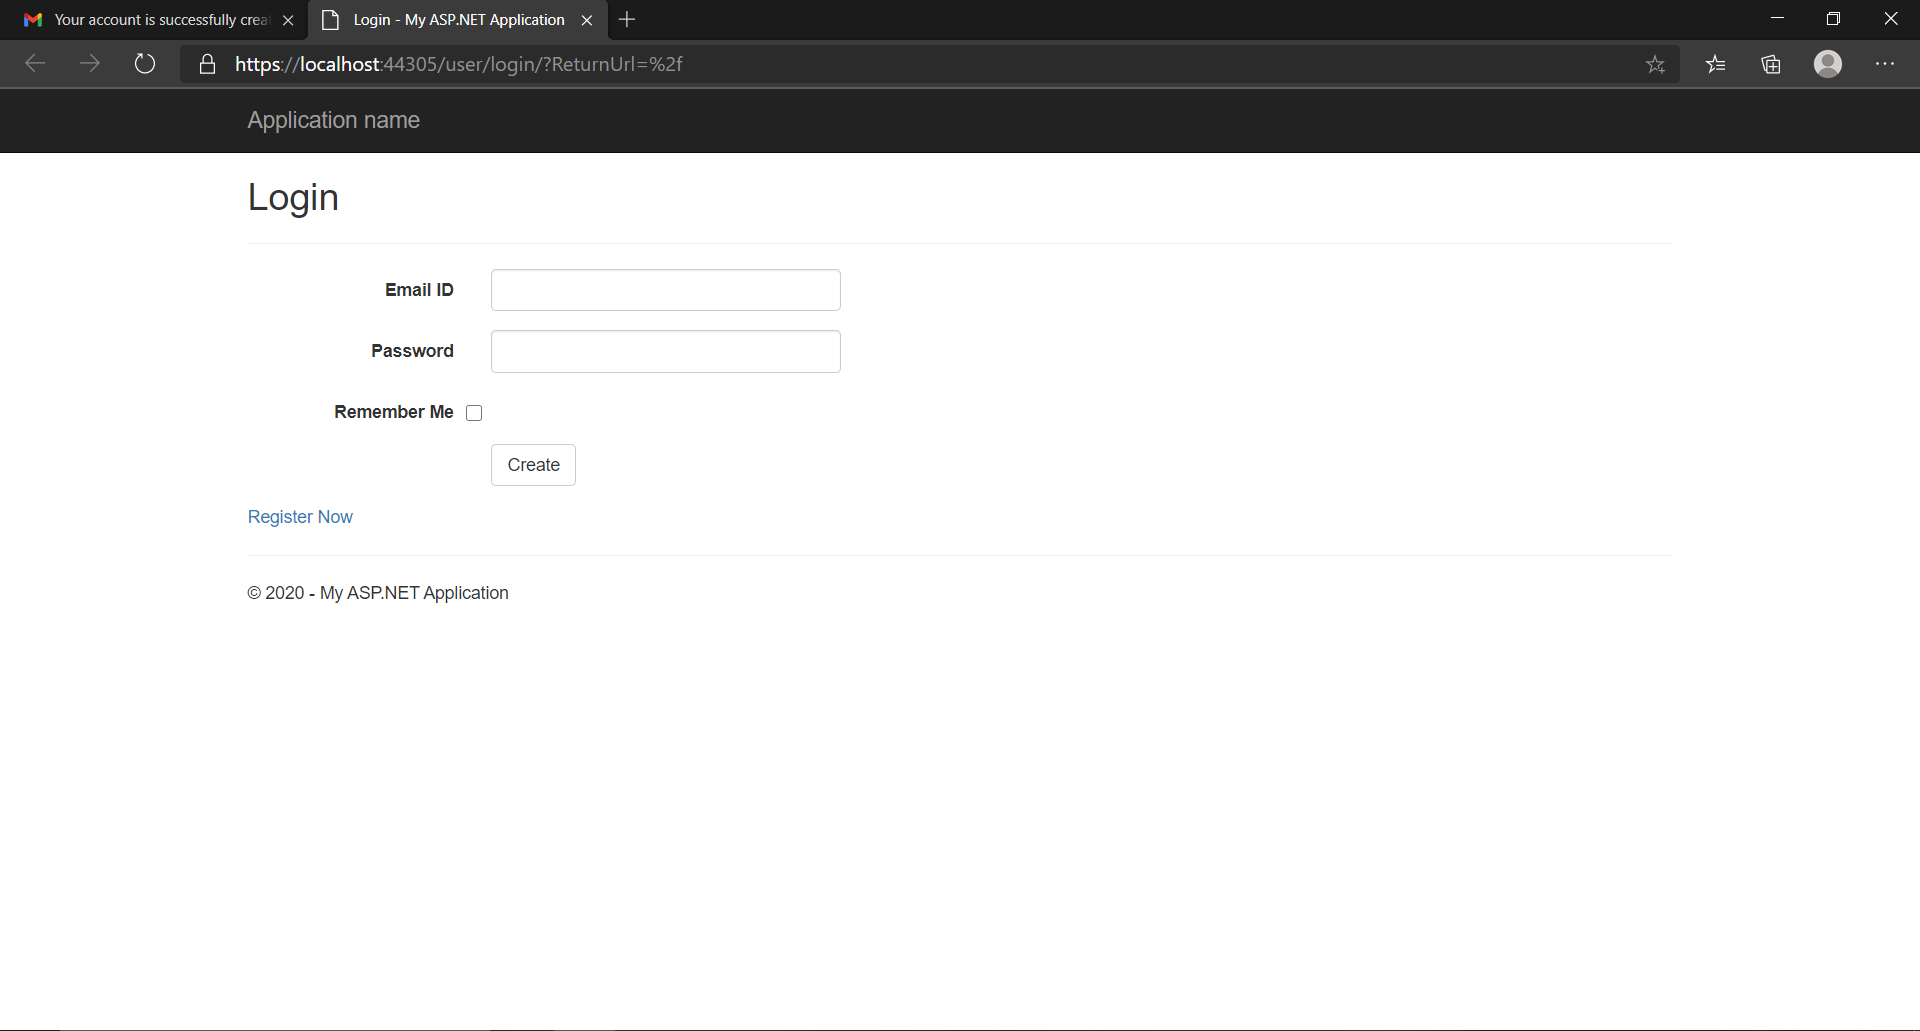 Your account is successfully crea
Login - My ASP.NET Application
https://localhost:44305/user/login/?ReturnUrl=%2f
Application name
Login
Email ID
Password
Remember Me
Create
Register Now
© 2020 - My ASP.NET Application